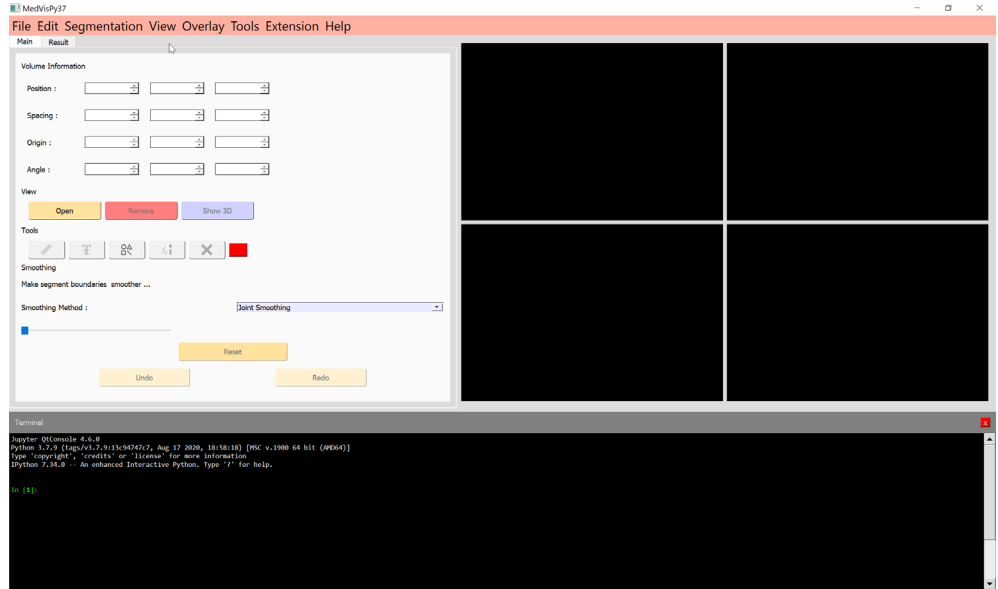 MedVisPy37
File Edit Segmentation View Overlay Tools Extension Help
Main Result
Volume Information
Position :
Spacing :
Origin :
Angle :
View
Open Remove Show 3D
Tools
Smoothing
Make segment boundaries smoother ...
Smoothing Method : Joint Smoothing
Reset
Undo Redo
Terminal
x
Jupyter QtConsole 4.6.0
Python 3.7.9 (tags/v3.7.9:13c94747c7, Aug 17 2020, 18:58:18) [MSC v.1900 64 bit (AMD64)]
Type 'copyright', 'credits' or 'license' for more information
IPython 7.34.0 -- An enhanced Interactive Python. Type '?' for help.
In [1]: